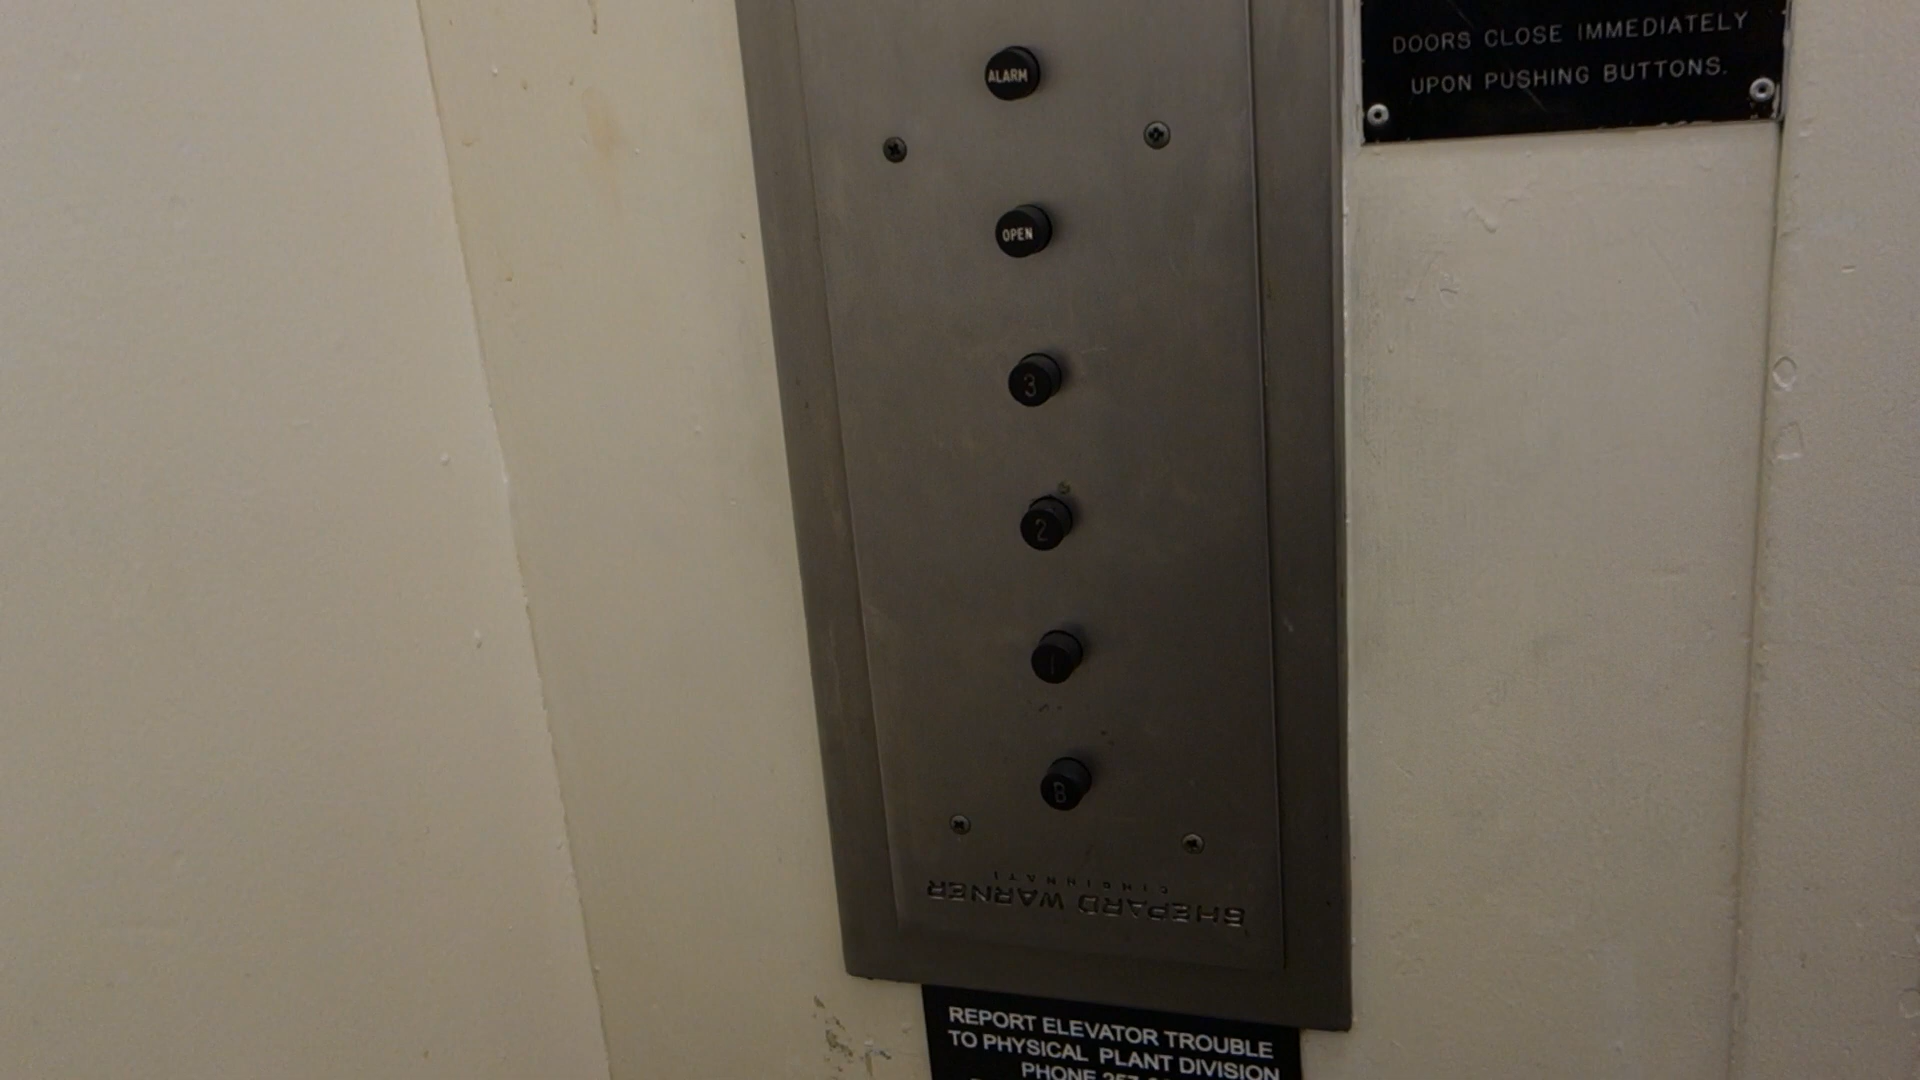 DOORS CLOSE IMMEDIATELY
UPON PUSHING BUTTONS.
ALARM
OPEN
3
2
1
B
CINCINNATI
SHEPARD WARNER
REPORT ELEVATOR TROUBLE
TO PHYSICAL PLANT DIVISION
PHONE